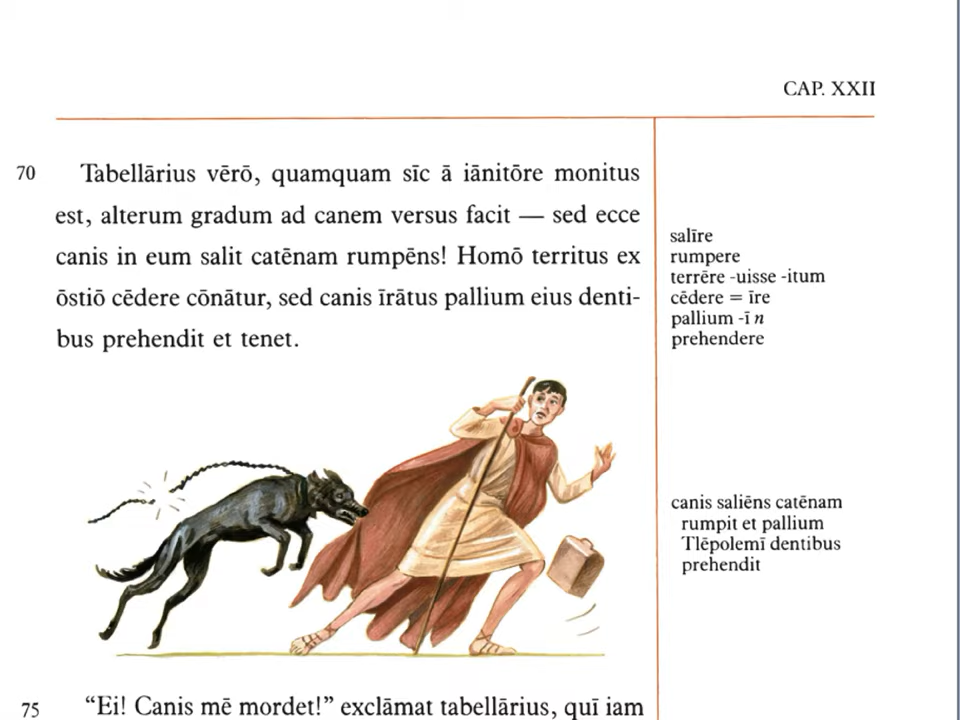 CAP. XXII
70 Tabellārius vērō, quamquam sīc ā iānitōre monitus
est, alterum gradum ad canem versus facit — sed ecce
canis in eum salit catēnam rumpēns! Homō territus ex
ōstiō cēdere cōnātur, sed canis īrātus pallium eius denti-
bus prehendit et tenet.
salīre
rumpere
terrēre -uisse -itum
cēdere = īre
pallium -ī n
prehendere
canis saliēns catēnam
rumpit et pallium
Tlēpolemī dentibus
prehendit
75 “Ei! Canis mē mordet!” exclāmat tabellārius, quī iam